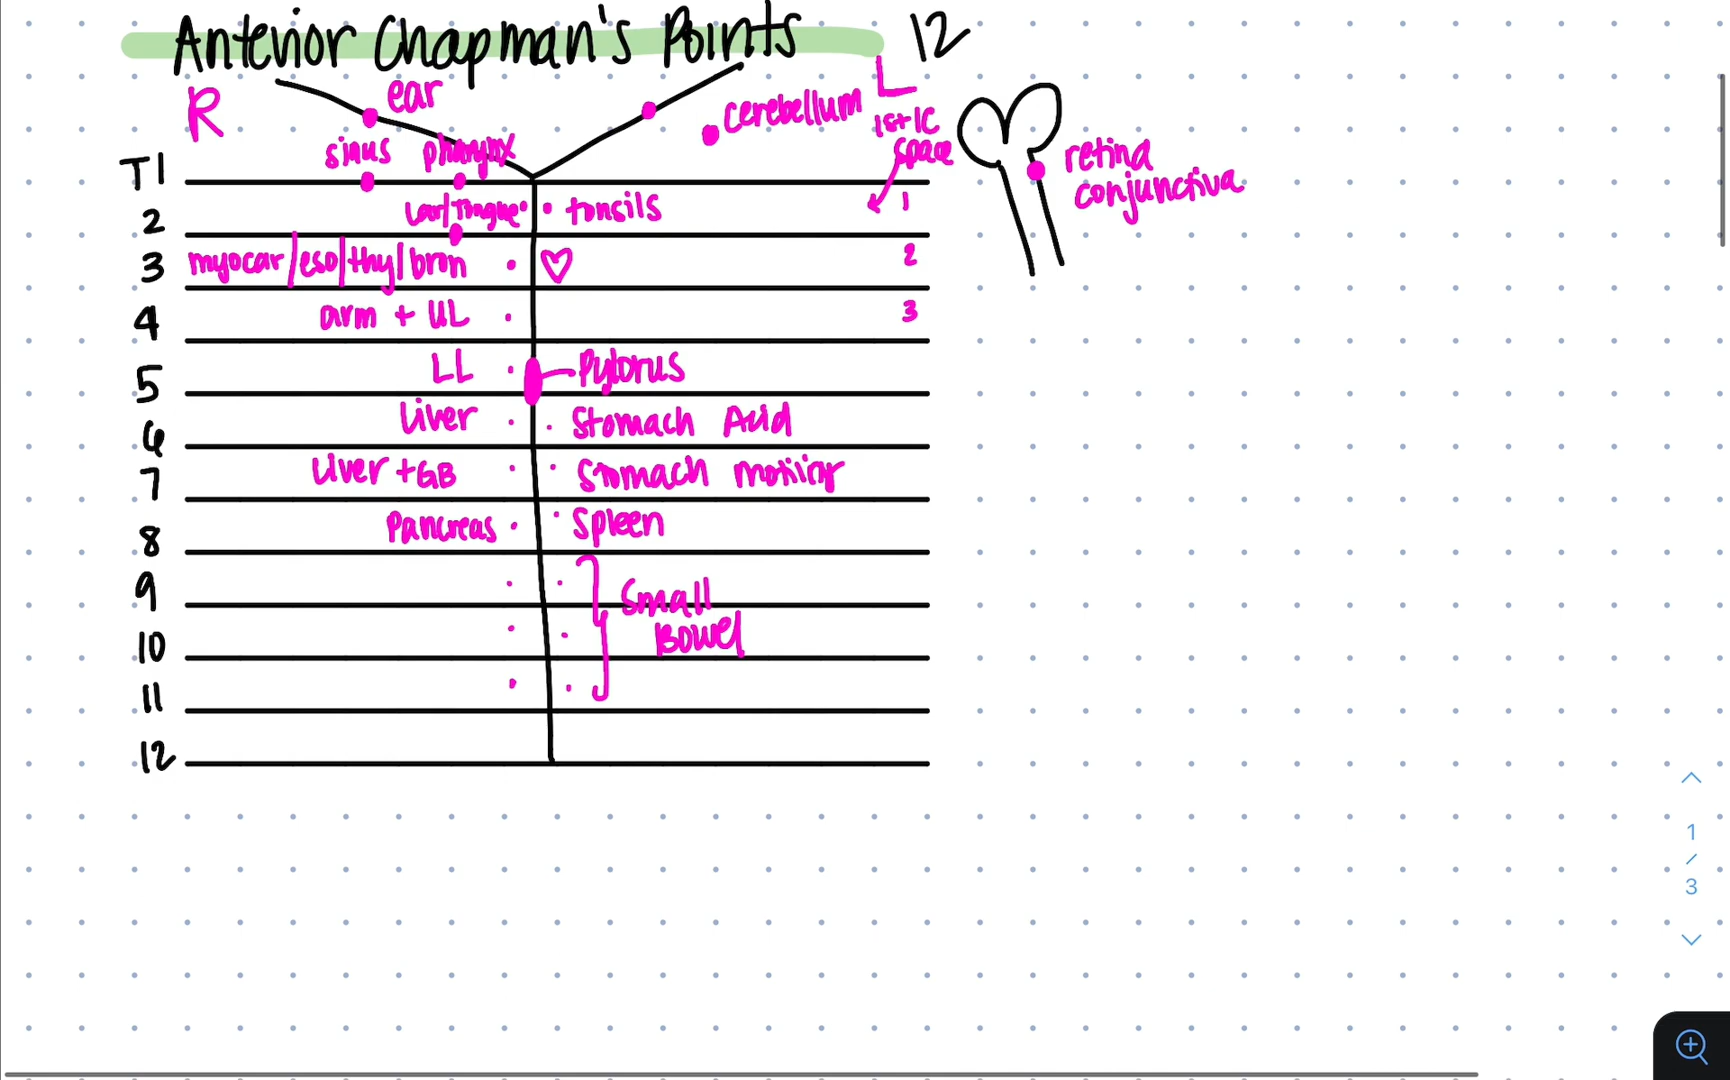 Anterior Chapman's Points 12
R ear cerebellum L
1st IC space
sinus pharynx
retina
conjunctiva
T1
2 Lar/Tongue tonsils 1
3 myocar/eso/thy/bron 2
4 arm + UL 3
5 LL Pylorus
6 Liver Stomach Acid
7 Liver + GB Stomach motility
8 Pancreas Spleen
9 Small
10 Bowel
11
12
1
/
3